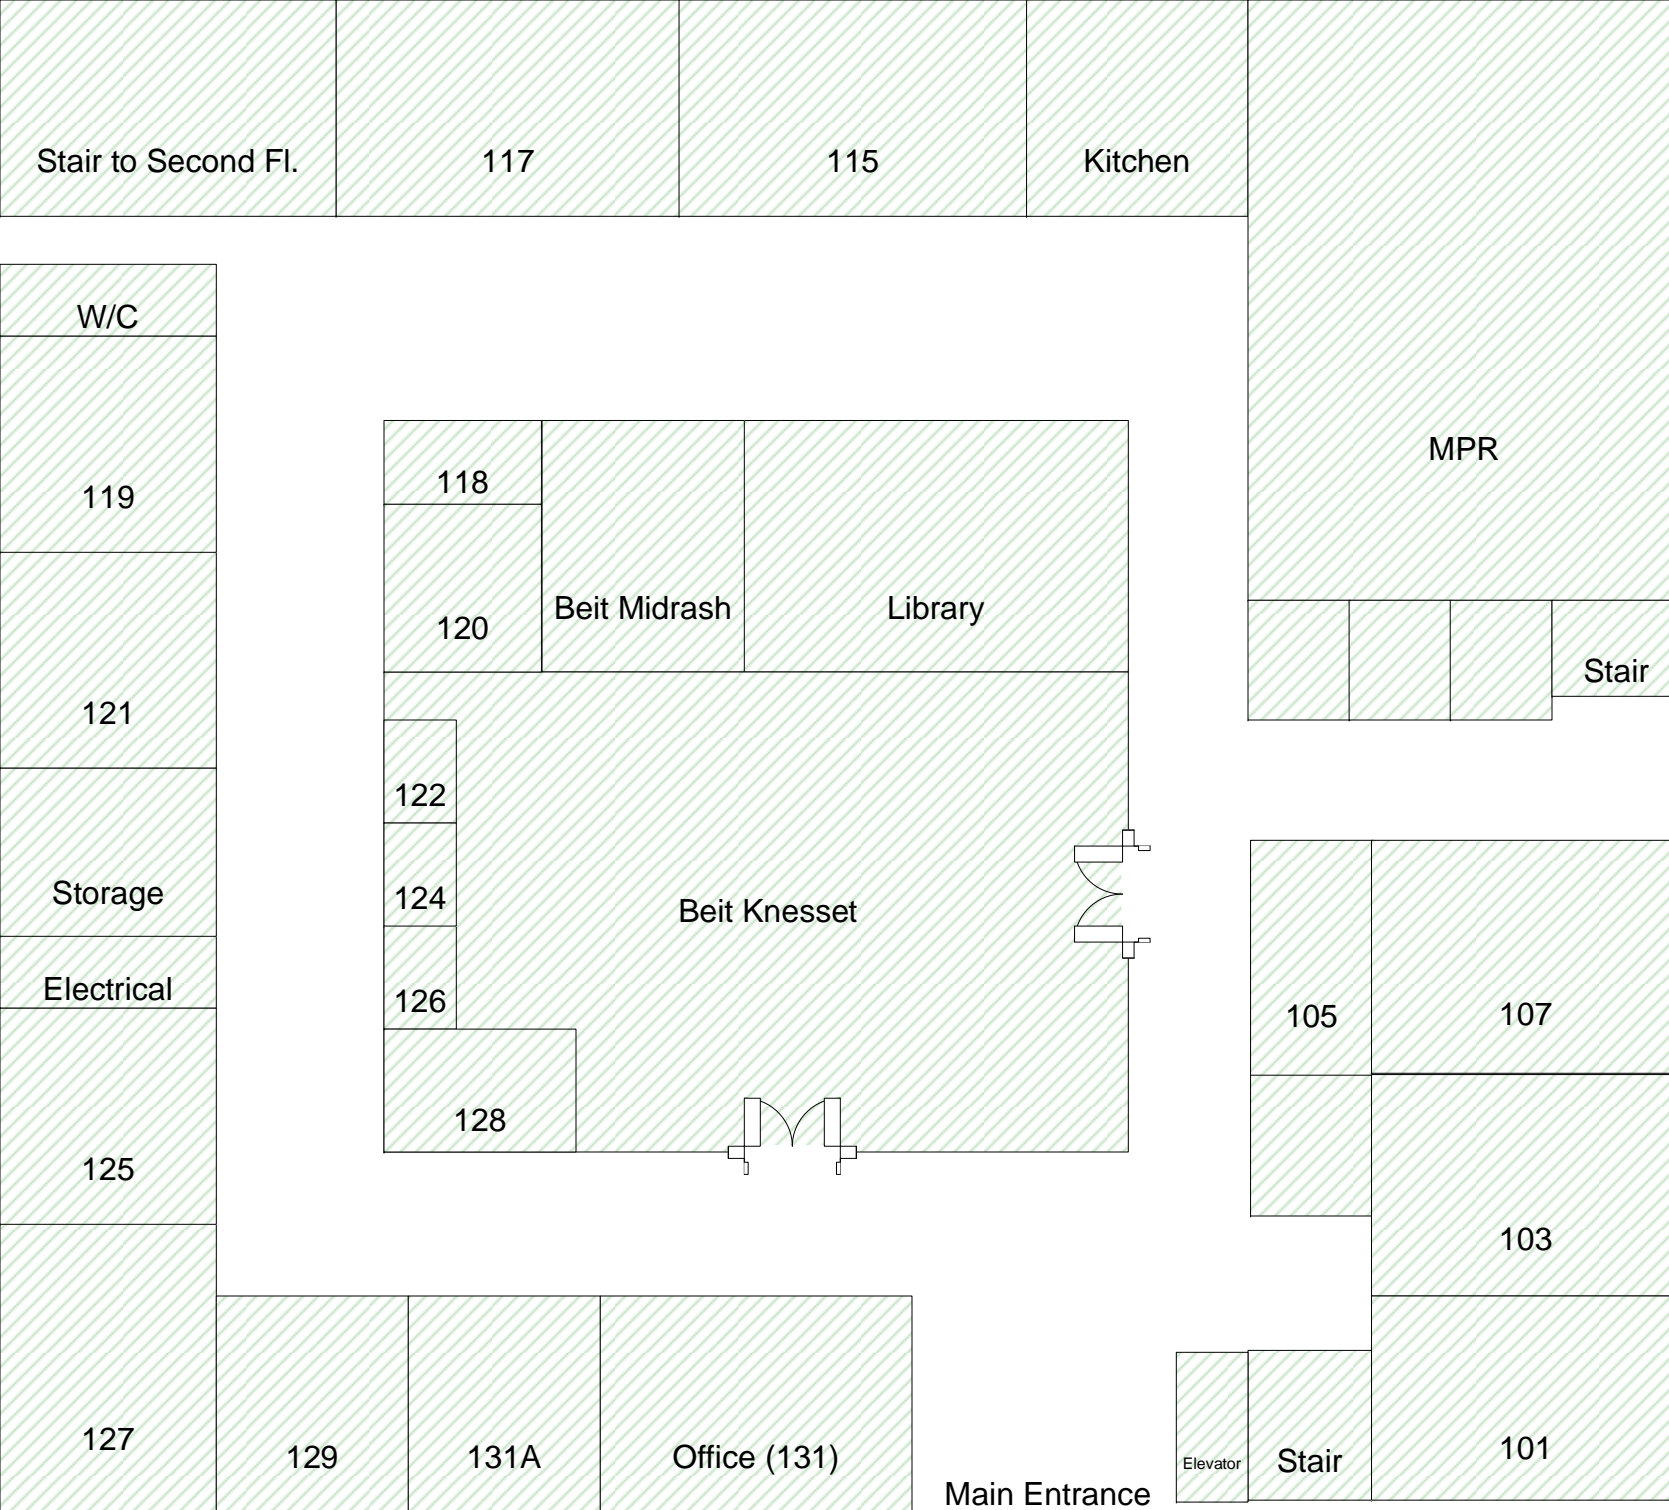 Stair to Second Fl.
117
115
Kitchen
W/C
MPR
118
119
Beit Midrash
Library
120
Stair
121
122
Storage
124
Beit Knesset
Electrical
126
105
107
128
125
103
127
129
131A
Office (131)
Elevator
Stair
101
Main Entrance